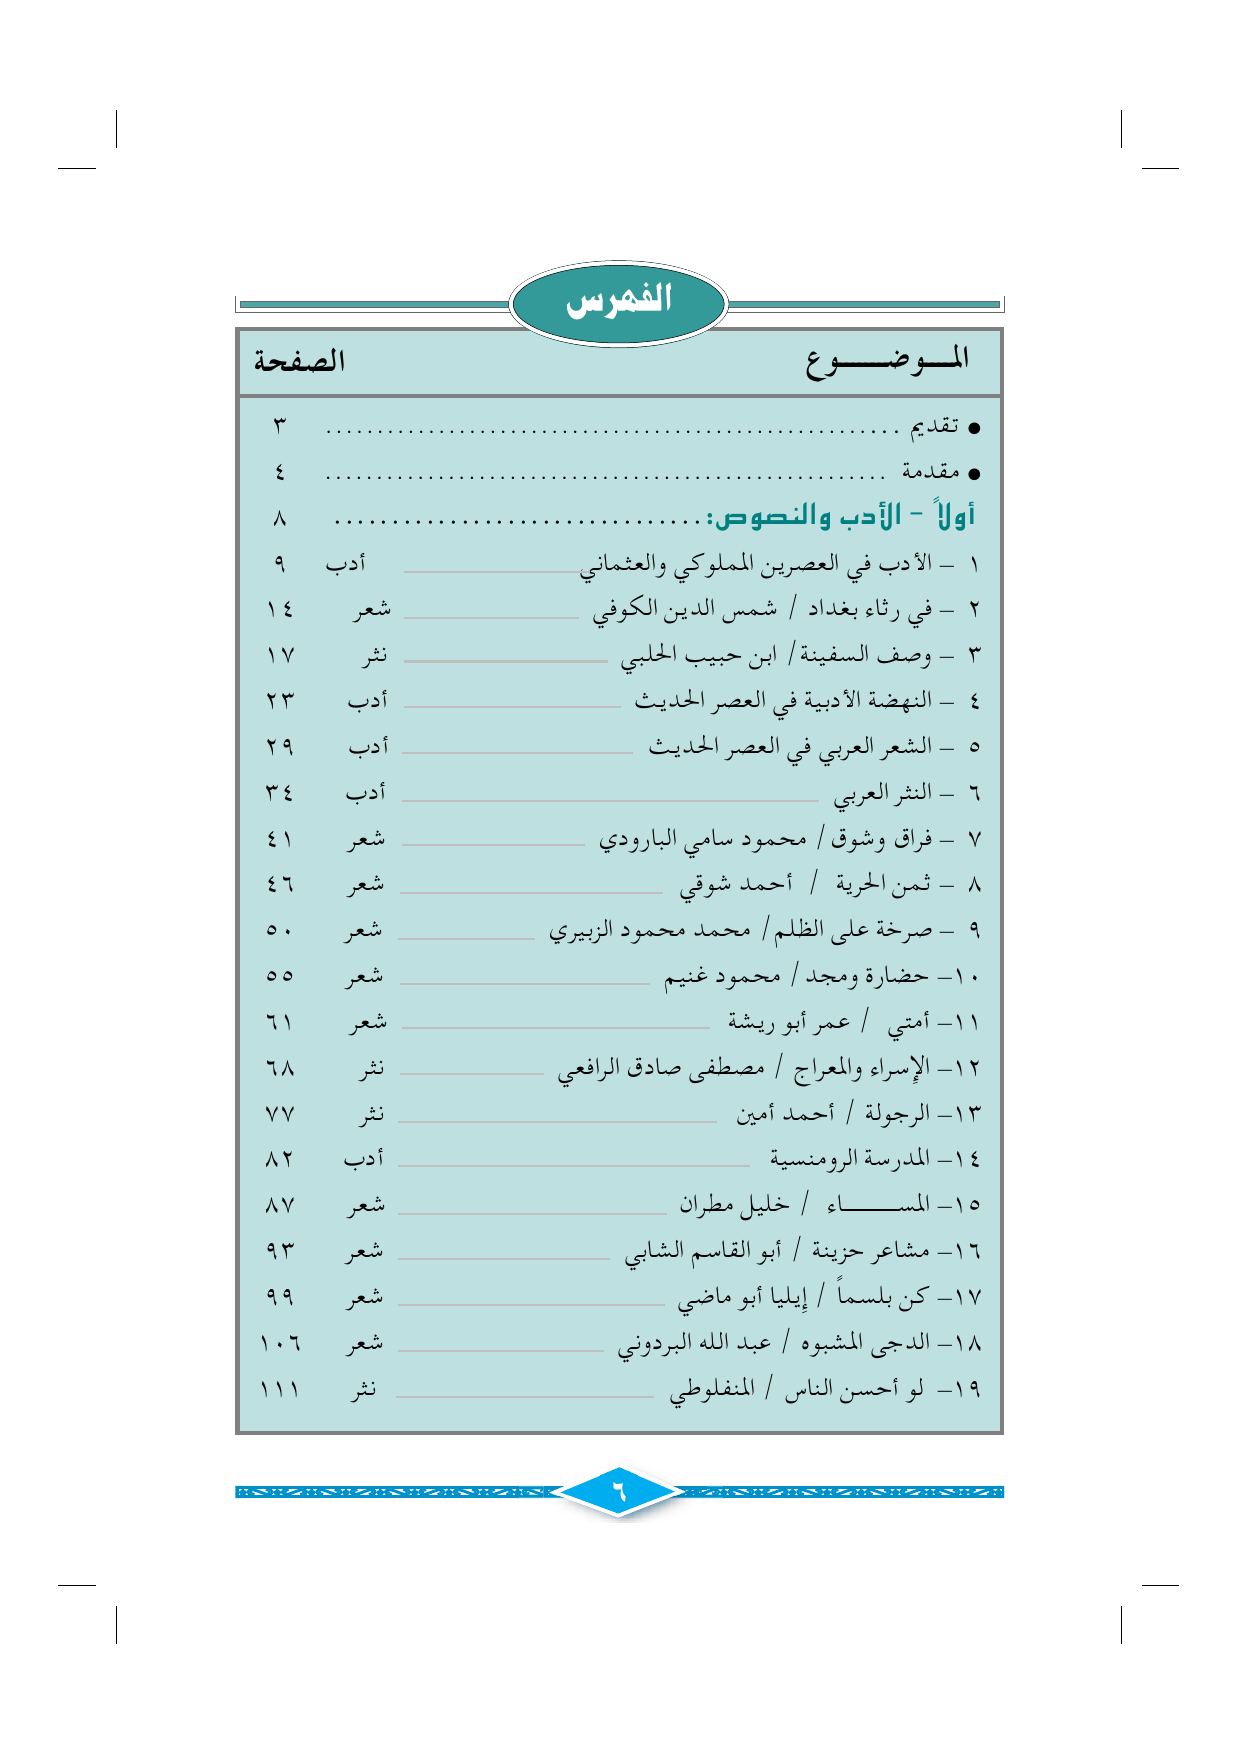 الفهرس
المـــوضـــــوع الصفحة
● تقديم ........................................................ ٣
● مقدمة ....................................................... ٤
أولاً - الأدب والنصوص: ................................ ٨
١ – الأدب في العصرين المملوكي والعثماني أدب ٩
٢ – في رثاء بغداد / شمس الدين الكوفي شعر ١٤
٣ – وصف السفينة / ابن حبيب الحلبي نثر ١٧
٤ – النهضة الأدبية في العصر الحديث أدب ٢٣
٥ – الشعر العربي في العصر الحديث أدب ٢٩
٦ – النثر العربي أدب ٣٤
٧ – فراق وشوق / محمود سامي البارودي شعر ٤١
٨ – ثمن الحرية / أحمد شوقي شعر ٤٦
٩ – صرخة على الظلم / محمد محمود الزبيري شعر ٥٠
١٠– حضارة ومجد / محمود غنيم شعر ٥٥
١١– أمتي / عمر أبو ريشة شعر ٦١
١٢– الإسراء والمعراج / مصطفى صادق الرافعي نثر ٦٨
١٣– الرجولة / أحمد أمين نثر ٧٧
١٤– المدرسة الرومنسية أدب ٨٢
١٥– المســـــاء / خليل مطران شعر ٨٧
١٦– مشاعر حزينة / أبو القاسم الشابي شعر ٩٣
١٧– كن بلسماً / إيليا أبو ماضي شعر ٩٩
١٨– الدجى المشبوه / عبد الله البردوني شعر ١٠٦
١٩– لو أحسن الناس / المنفلوطي نثر ١١١
٦